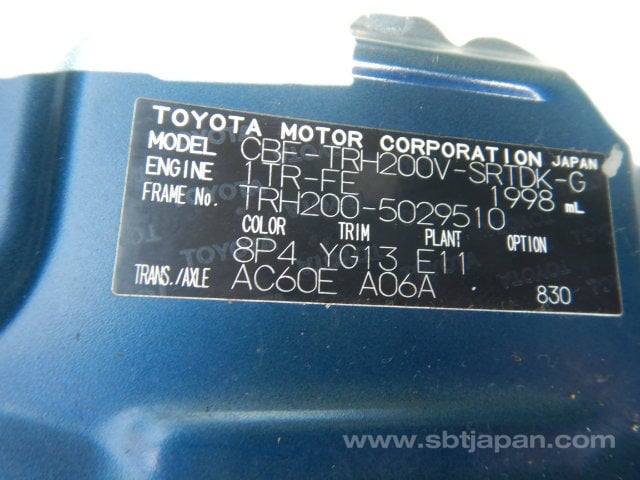 TOYOTA MOTOR CORPORATION JAPAN
MODEL CBF-TRH200V-SRTDK-G
ENGINE 1TR-FE 1998 mL
FRAME No. TRH200-5029510
COLOR TRIM PLANT OPTION
8P4 YG13 E11
TRANS./AXLE AC60E A06A 830
www.sbtjapan.com